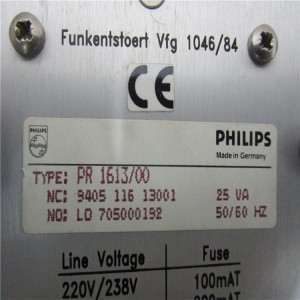 Funkentstoert Vfg 1046/84
CE
PHILIPS
PHILIPS
Made in Germany
TYPE: PR 1613/00
NC: 9405 116 13001 25 VA
NO: LO 705000192 50/60 HZ
Line Voltage Fuse
220V/238V 100mAT